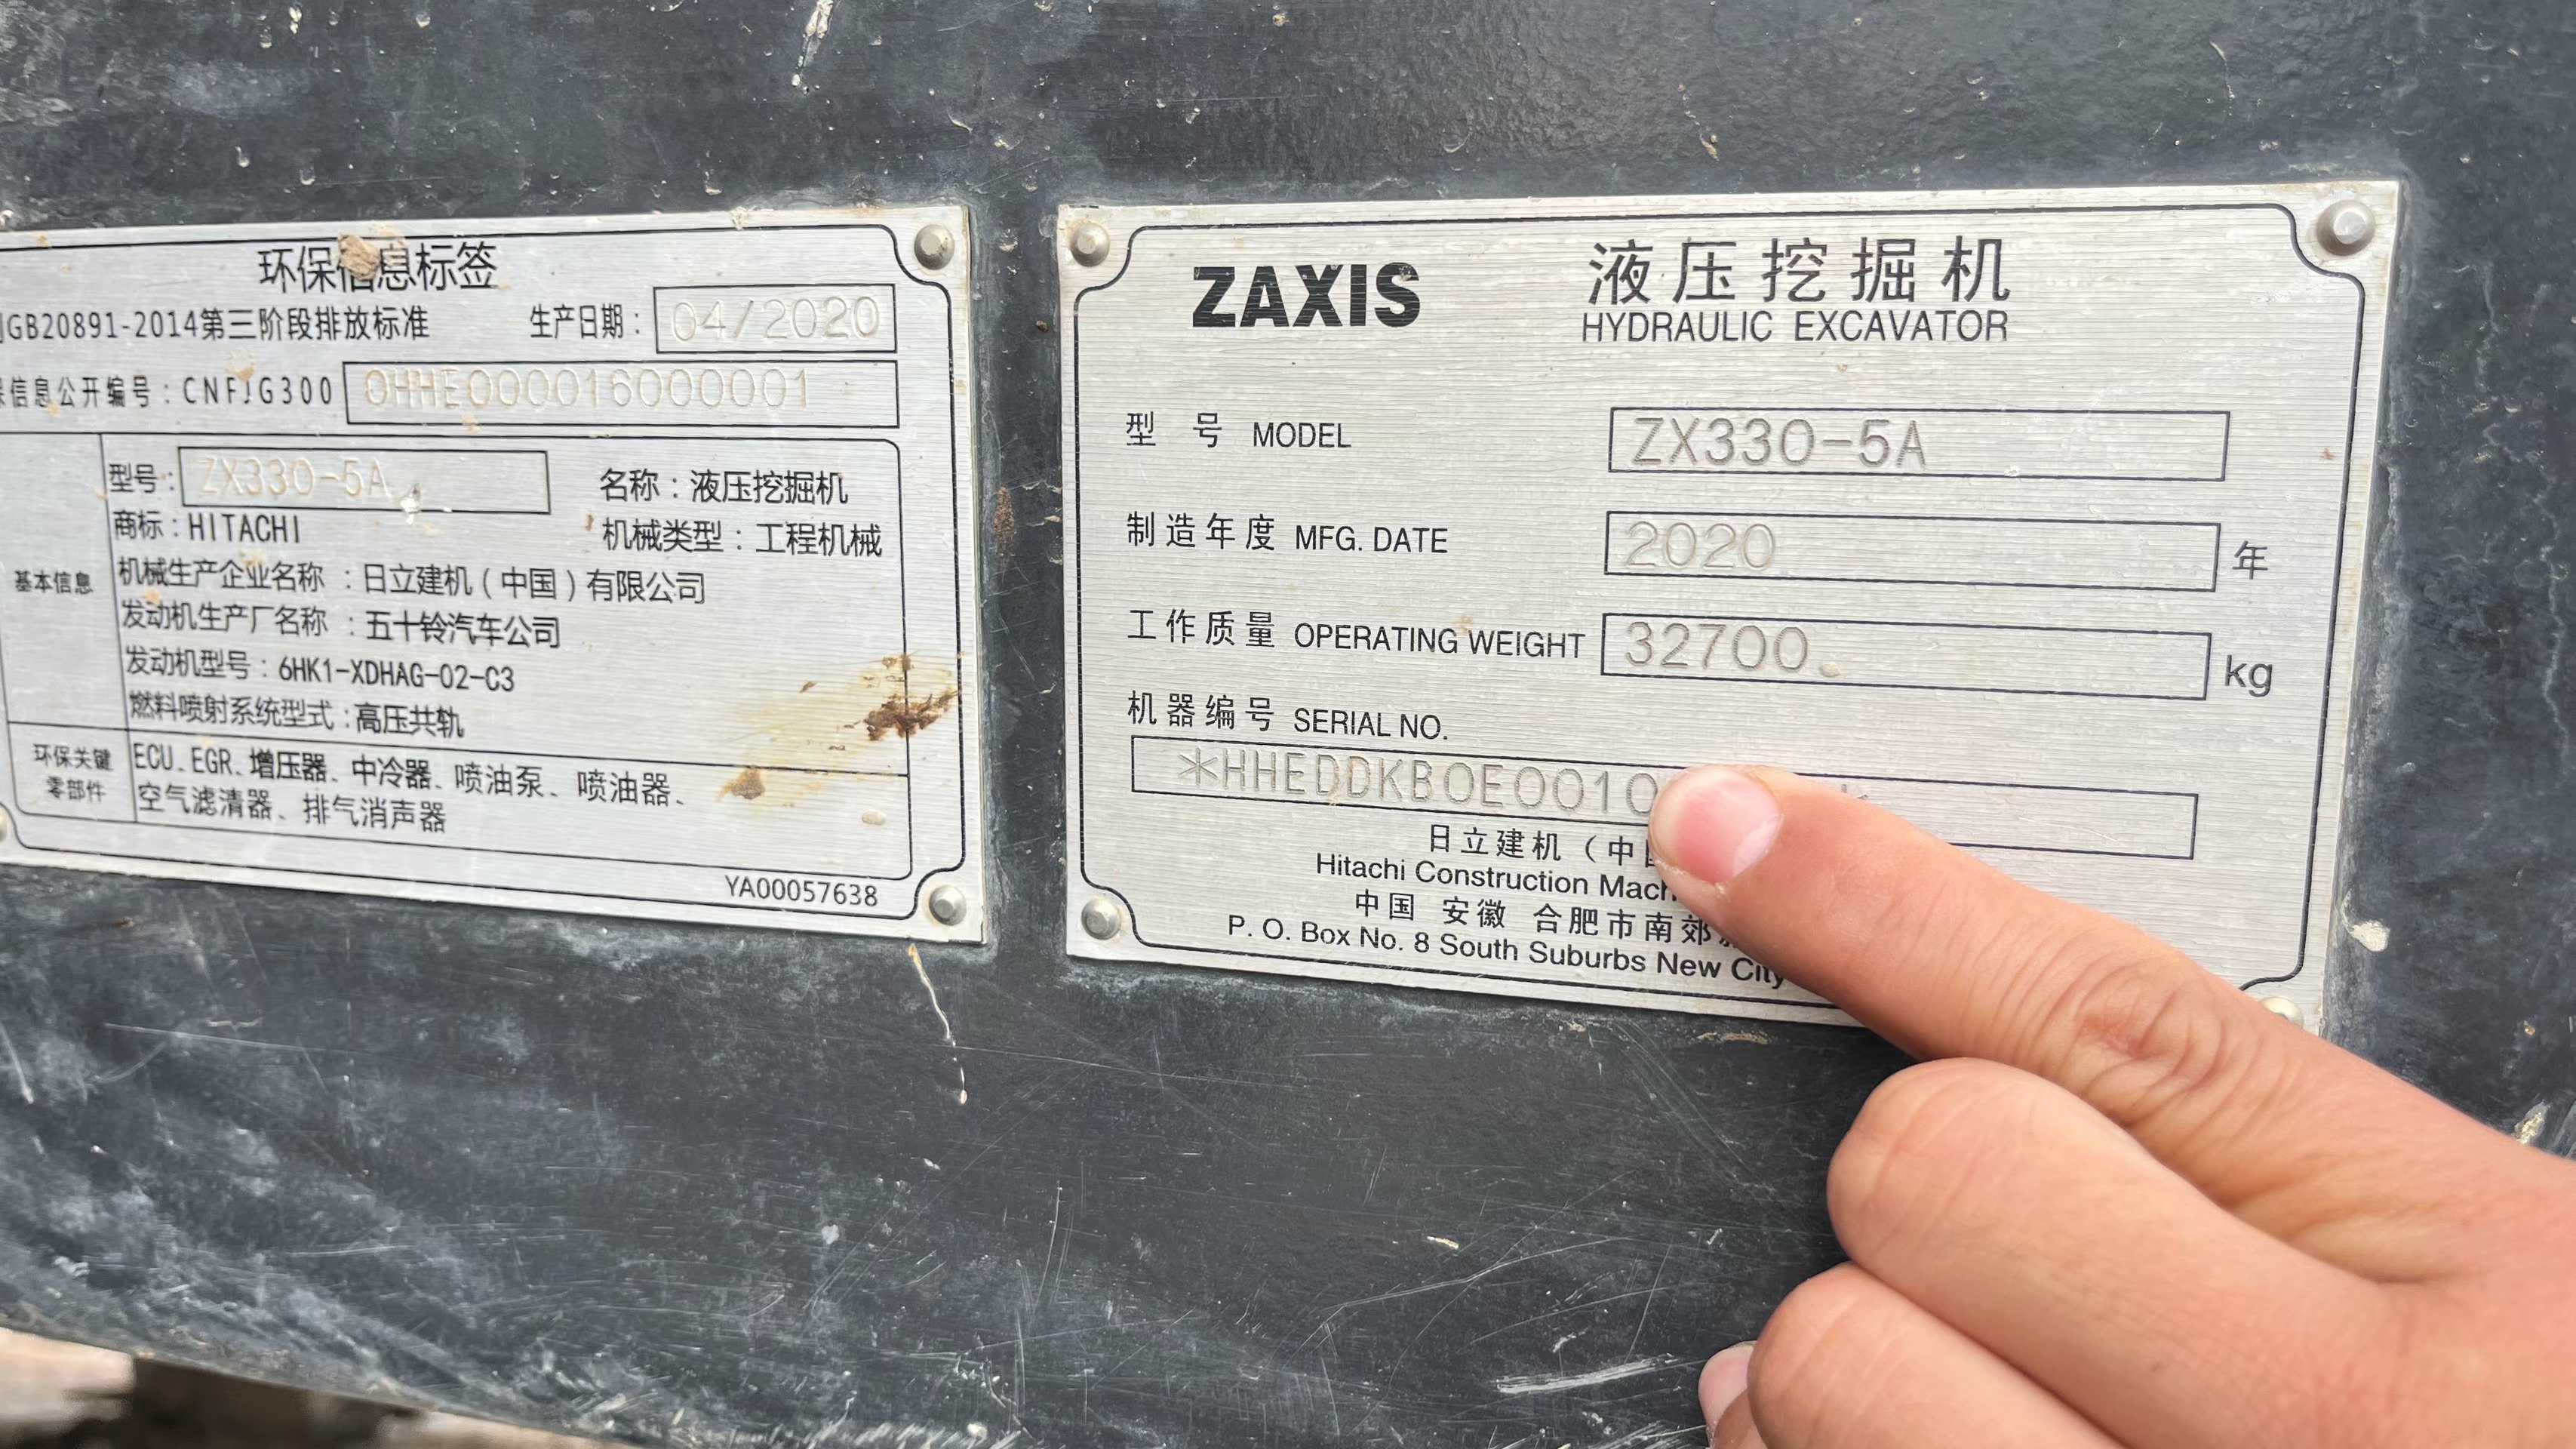 环保信息标签
GB20891-2014第三阶段排放标准 生产日期: 04/2020
信息公开编号: CNFJG300 0HHE000016000001
基本信息
型号: ZX330-5A 名称: 液压挖掘机
商标: HITACHI 机械类型: 工程机械
机械生产企业名称 : 日立建机(中国)有限公司
发动机生产厂名称 : 五十铃汽车公司
发动机型号: 6HK1-XDHAG-02-C3
燃料喷射系统型式: 高压共轨
环保关键零部件
ECU、EGR、增压器、中冷器、喷油泵、喷油器、
空气滤清器、排气消声器
YA00057638
ZAXIS 液压挖掘机
HYDRAULIC EXCAVATOR
型 号 MODEL ZX330-5A
制造年度 MFG. DATE 2020 年
工作质量 OPERATING WEIGHT 32700 kg
机器编号 SERIAL NO.
*HHEDDKB0E0010
日立建机(中
Hitachi Construction
中国 安徽 合肥市南郊
P. O. Box No. 8 South Suburbs New City